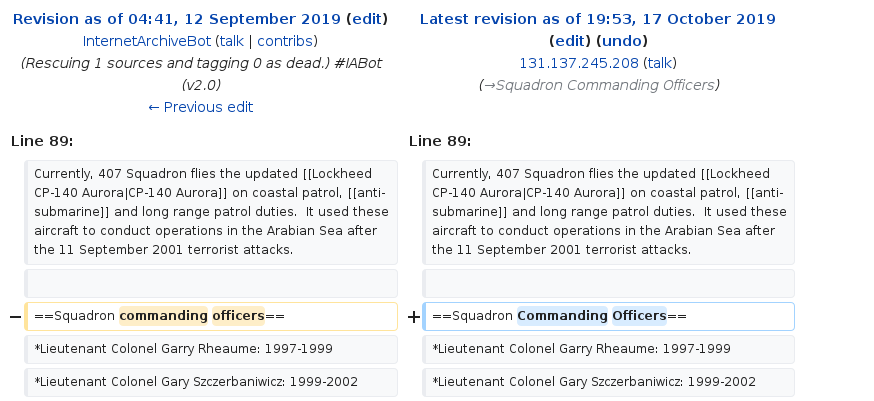 Revision as of 04:41, 12 September 2019 (edit)
InternetArchiveBot (talk | contribs)
(Rescuing 1 sources and tagging 0 as dead.) #IABot
(v2.0)
← Previous edit
Latest revision as of 19:53, 17 October 2019
(edit) (undo)
131.137.245.208 (talk)
(→Squadron Commanding Officers)
Line 89:
Line 89:
Currently, 407 Squadron flies the updated [[Lockheed
CP-140 Aurora|CP-140 Aurora]] on coastal patrol, [[anti-
submarine]] and long range patrol duties.  It used these
aircraft to conduct operations in the Arabian Sea after
the 11 September 2001 terrorist attacks.
Currently, 407 Squadron flies the updated [[Lockheed
CP-140 Aurora|CP-140 Aurora]] on coastal patrol, [[anti-
submarine]] and long range patrol duties.  It used these
aircraft to conduct operations in the Arabian Sea after
the 11 September 2001 terrorist attacks.
− ==Squadron commanding officers==
+ ==Squadron Commanding Officers==
*Lieutenant Colonel Garry Rheaume: 1997-1999
*Lieutenant Colonel Garry Rheaume: 1997-1999
*Lieutenant Colonel Gary Szczerbaniwicz: 1999-2002
*Lieutenant Colonel Gary Szczerbaniwicz: 1999-2002